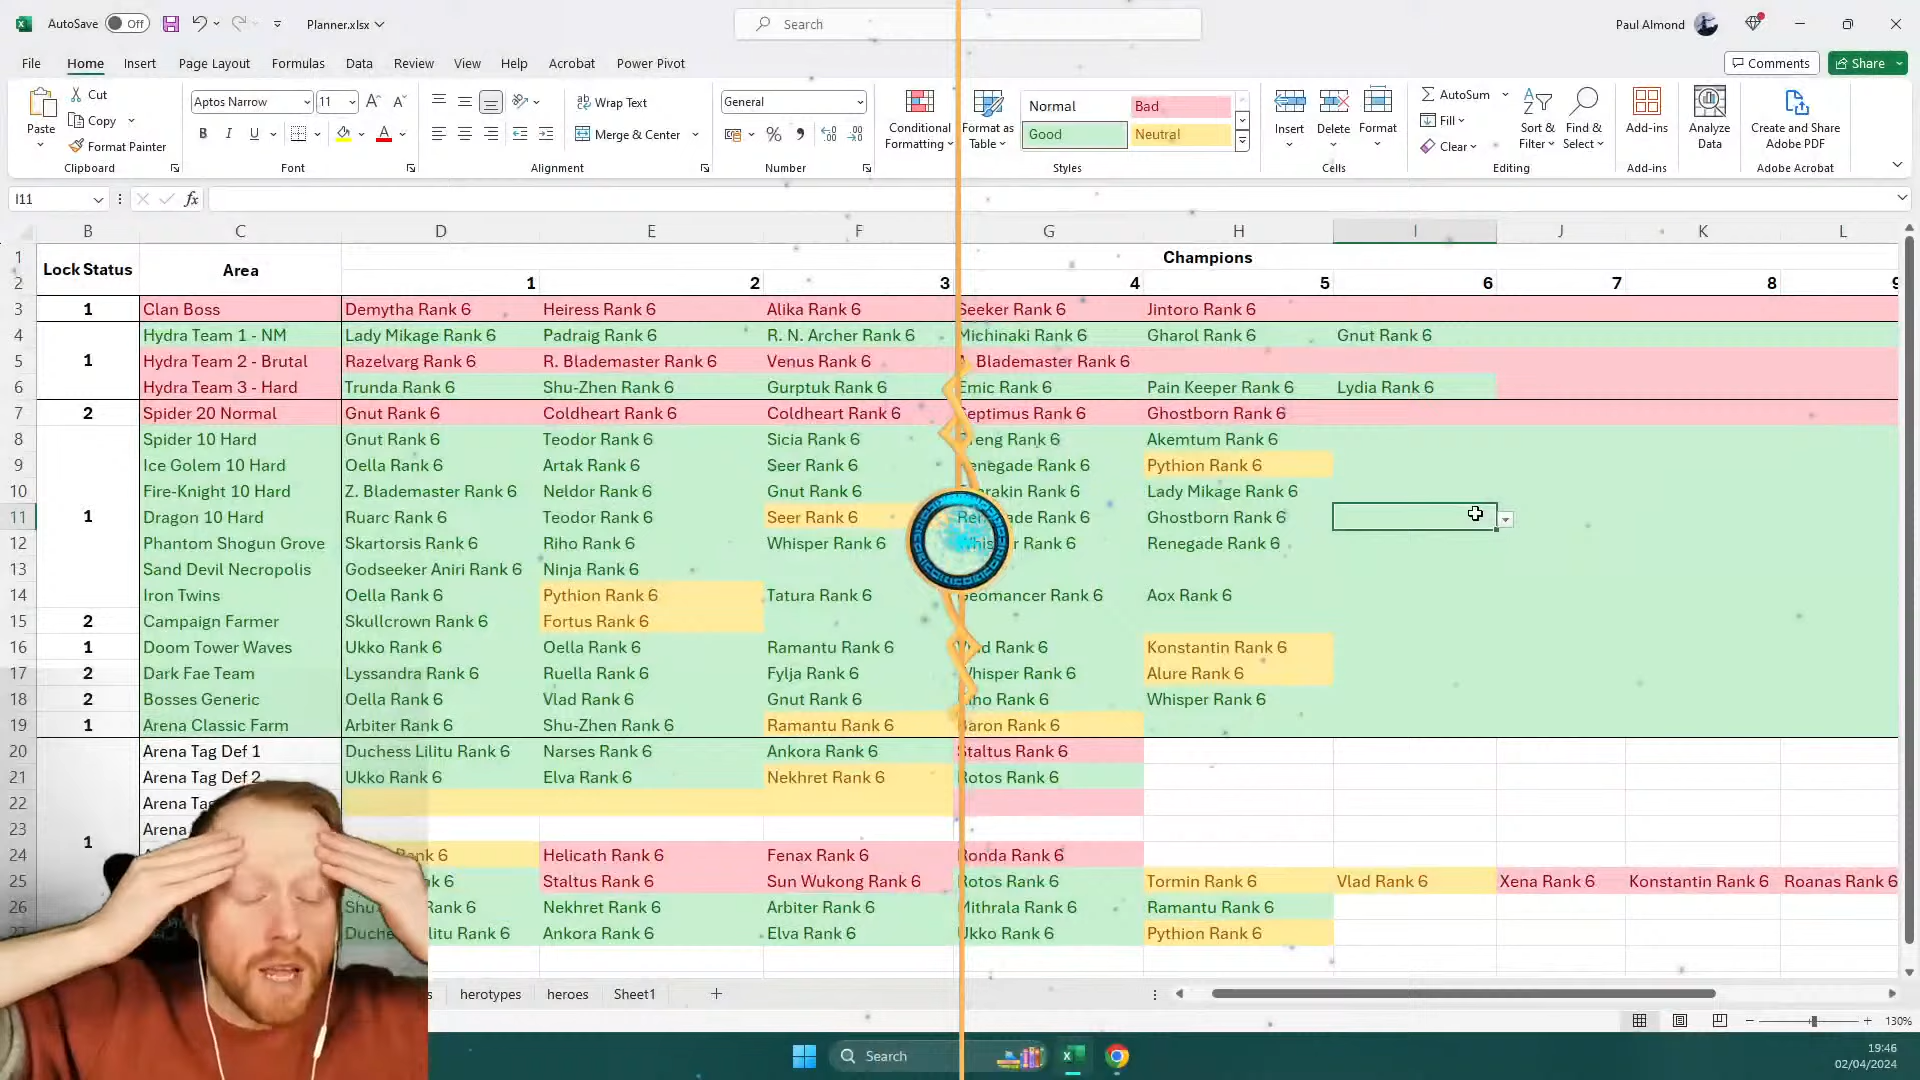 AutoSave Off Planner.xlsx Search Paul Almond
File Home Insert Page Layout Formulas Data Review View Help Acrobat Power Pivot Comments Share
Paste Cut Copy Format Painter Clipboard
Aptos Narrow 11 B I U Font
Wrap Text Merge & Center Alignment
General Number
Conditional Formatting Format as Table Normal Bad Good Neutral Styles
Insert Delete Format Cells
AutoSum Fill Clear Sort & Filter Find & Select Editing
Add-ins Add-ins
Analyze Data
Create and Share Adobe PDF Adobe Acrobat
I11 fx
B C D E F G H I J K L
1 Lock Status Area Champions
2 1 2 3 4 5 6 7 8 9
3 1 Clan Boss Demytha Rank 6 Heiress Rank 6 Alika Rank 6 Seeker Rank 6 Jintoro Rank 6
4 Hydra Team 1 - NM Lady Mikage Rank 6 Padraig Rank 6 R. N. Archer Rank 6 Michinaki Rank 6 Gharol Rank 6 Gnut Rank 6
5 1 Hydra Team 2 - Brutal Razelvarg Rank 6 R. Blademaster Rank 6 Venus Rank 6 Blademaster Rank 6
6 Hydra Team 3 - Hard Trunda Rank 6 Shu-Zhen Rank 6 Gurptuk Rank 6 Emic Rank 6 Pain Keeper Rank 6 Lydia Rank 6
7 2 Spider 20 Normal Gnut Rank 6 Coldheart Rank 6 Coldheart Rank 6 Septimus Rank 6 Ghostborn Rank 6
8 Spider 10 Hard Gnut Rank 6 Teodor Rank 6 Sicia Rank 6 Rank 6 Akemtum Rank 6
9 Ice Golem 10 Hard Oella Rank 6 Artak Rank 6 Seer Rank 6 Renegade Rank 6 Pythion Rank 6
10 Fire-Knight 10 Hard Z. Blademaster Rank 6 Neldor Rank 6 Gnut Rank 6 Rank 6 Lady Mikage Rank 6
11 1 Dragon 10 Hard Ruarc Rank 6 Teodor Rank 6 Seer Rank 6 Renegade Rank 6 Ghostborn Rank 6
12 Phantom Shogun Grove Skartorsis Rank 6 Riho Rank 6 Whisper Rank 6 Whisper Rank 6 Renegade Rank 6
13 Sand Devil Necropolis Godseeker Aniri Rank 6 Ninja Rank 6
14 Iron Twins Oella Rank 6 Pythion Rank 6 Tatura Rank 6 Geomancer Rank 6 Aox Rank 6
15 2 Campaign Farmer Skullcrown Rank 6 Fortus Rank 6
16 1 Doom Tower Waves Ukko Rank 6 Oella Rank 6 Ramantu Rank 6 Vlad Rank 6 Konstantin Rank 6
17 2 Dark Fae Team Lyssandra Rank 6 Ruella Rank 6 Fylja Rank 6 Whisper Rank 6 Alure Rank 6
18 2 Bosses Generic Oella Rank 6 Vlad Rank 6 Gnut Rank 6 Riho Rank 6 Whisper Rank 6
19 1 Arena Classic Farm Arbiter Rank 6 Shu-Zhen Rank 6 Ramantu Rank 6 Baron Rank 6
20 Arena Tag Def 1 Duchess Lilitu Rank 6 Narses Rank 6 Ankora Rank 6 Staltus Rank 6
21 Arena Tag Def 2 Ukko Rank 6 Elva Rank 6 Nekhret Rank 6 Rotos Rank 6
22 Arena Tag
23 1 Arena
24 Rank 6 Helicath Rank 6 Fenax Rank 6 Ronda Rank 6
25 6 Staltus Rank 6 Sun Wukong Rank 6 Rotos Rank 6 Tormin Rank 6 Vlad Rank 6 Xena Rank 6 Konstantin Rank 6 Roanas Rank 6
26 Rank 6 Nekhret Rank 6 Arbiter Rank 6 Mithrala Rank 6 Ramantu Rank 6
27 Duchess Lilitu Rank 6 Ankora Rank 6 Elva Rank 6 Ukko Rank 6 Pythion Rank 6
herotypes heroes Sheet1
130%
Search 19:46
02/04/2024